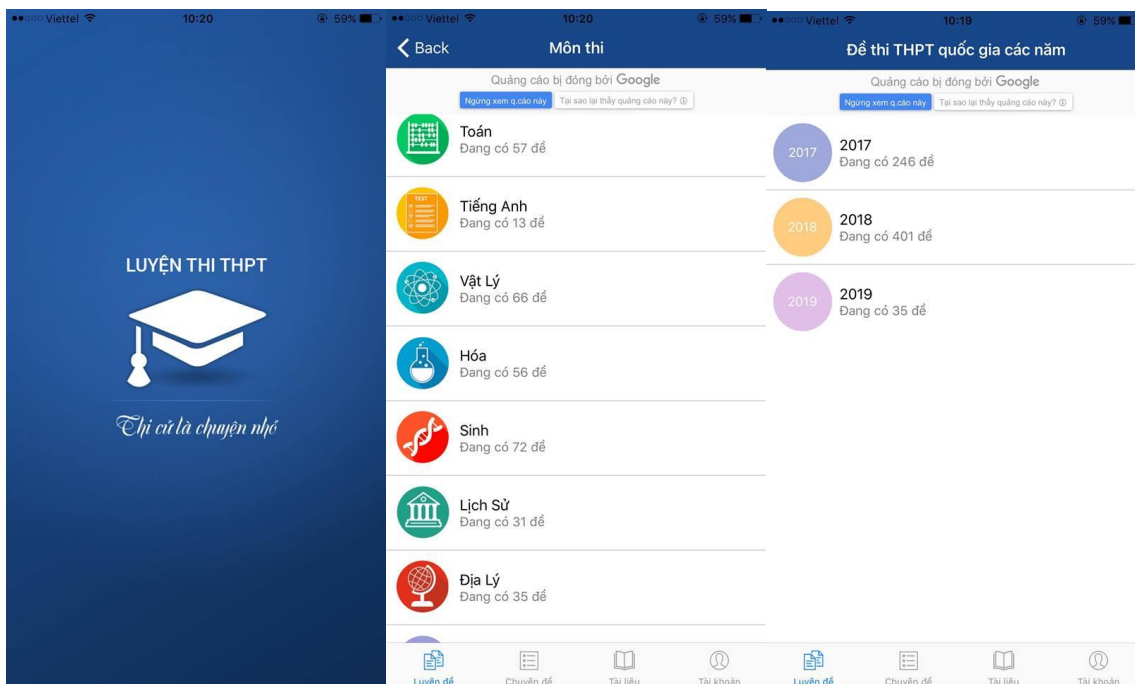 Viettel 10:20 59%
LUYỆN THI THPT
Thi cứ là chuyện nhỏ
Viettel 10:20 59%
Back Môn thi
Quảng cáo bị đóng bởi Google
Ngừng xem q.cáo này Tại sao lại thấy quảng cáo này?
Toán
Đang có 57 đề
TEST
Tiếng Anh
Đang có 13 đề
Vật Lý
Đang có 66 đề
Hóa
Đang có 56 đề
Sinh
Đang có 72 đề
Lịch Sử
Đang có 31 đề
Địa Lý
Đang có 35 đề
Luyện đề Chuyên đề Tài liệu Tài khoản
Viettel 10:19 59%
Đề thi THPT quốc gia các năm
Quảng cáo bị đóng bởi Google
Ngừng xem q.cáo này Tại sao lại thấy quảng cáo này?
2017 2017
Đang có 246 đề
2018 2018
Đang có 401 đề
2019 2019
Đang có 35 đề
Luyện đề Chuyên đề Tài liệu Tài khoản